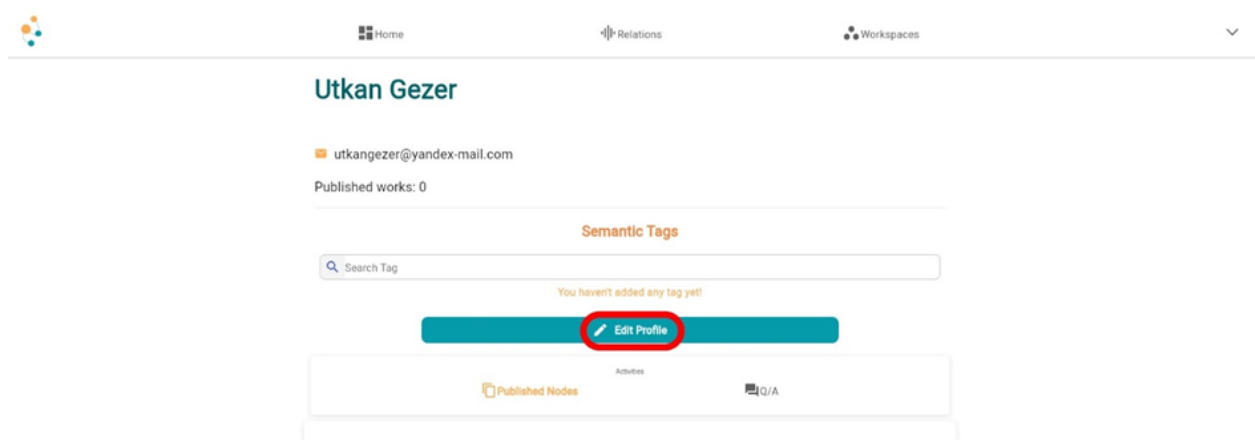 Home Relations Workspaces
Utkan Gezer
utkangezer@yandex-mail.com
Published works: 0
Semantic Tags
Search Tag
You haven't added any tag yet!
Edit Profile
Activities
Published Nodes Q/A